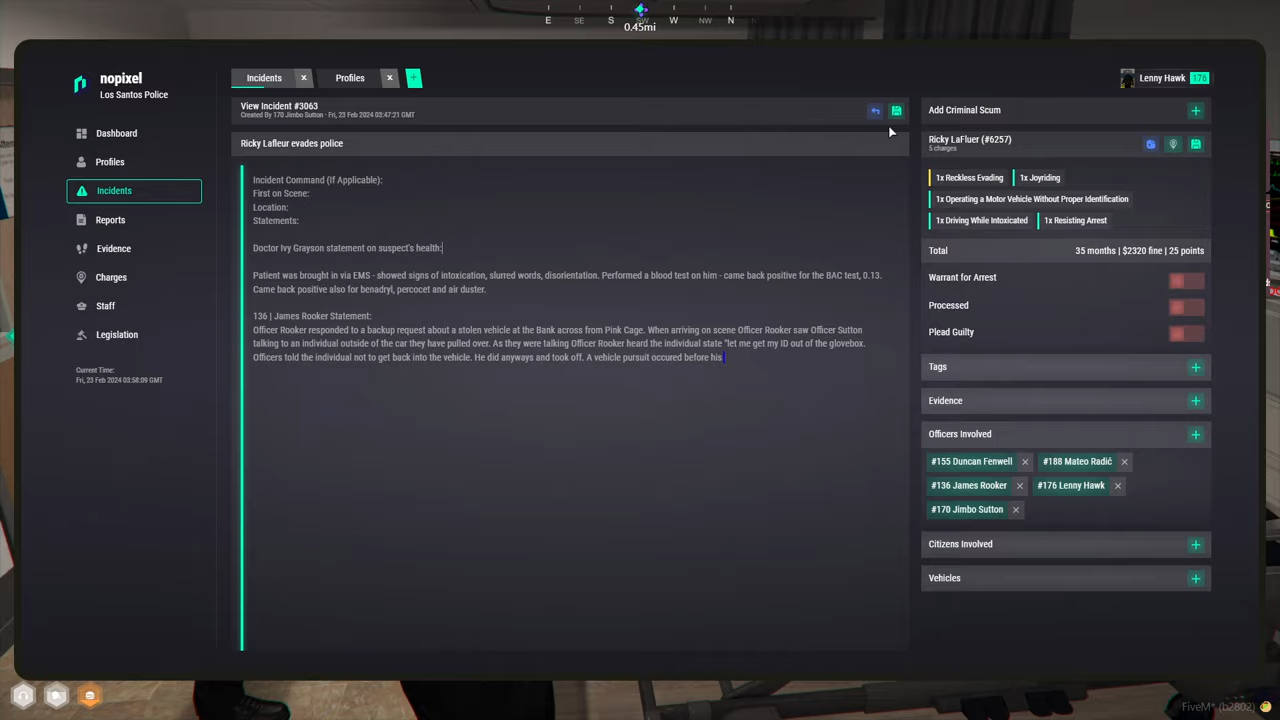 E SE S SW W NW N
0.45mi
nopixel
Los Santos Police
Dashboard
Profiles
Incidents
Reports
Evidence
Charges
Staff
Legislation
Current Time:
Fri, 23 Feb 2024 03:58:09 GMT
Incidents x Profiles x +
Lenny Hawk 176
View Incident #3063
Created By 170 Jimbo Sutton - Fri, 23 Feb 2024 03:47:21 GMT
Ricky Lafleur evades police
Incident Command (If Applicable):
First on Scene:
Location:
Statements:
Doctor Ivy Grayson statement on suspect's health:
Patient was brought in via EMS - showed signs of intoxication, slurred words, disorientation. Performed a blood test on him - came back positive for the BAC test, 0.13.
Came back positive also for benadryl, percocet and air duster.
136 | James Rooker Statement:
Officer Rooker responded to a backup request about a stolen vehicle at the Bank across from Pink Cage. When arriving on scene Officer Rooker saw Officer Sutton
talking to an individual outside of the car they have pulled over. As they were talking Officer Rooker heard the individual state "let me get my ID out of the glovebox.
Officers told the individual not to get back into the vehicle. He did anyways and took off. A vehicle pursuit occured before his
Add Criminal Scum +
Ricky LaFluer (#6257)
5 charges
1x Reckless Evading 1x Joyriding
1x Operating a Motor Vehicle Without Proper Identification
1x Driving While Intoxicated 1x Resisting Arrest
Total 35 months | $2320 fine | 25 points
Warrant for Arrest
Processed
Plead Guilty
Tags +
Evidence +
Officers Involved +
#155 Duncan Fenwell x #188 Mateo Radić x
#136 James Rooker x #176 Lenny Hawk x
#170 Jimbo Sutton x
Citizens Involved +
Vehicles +
FiveM* (b2802)